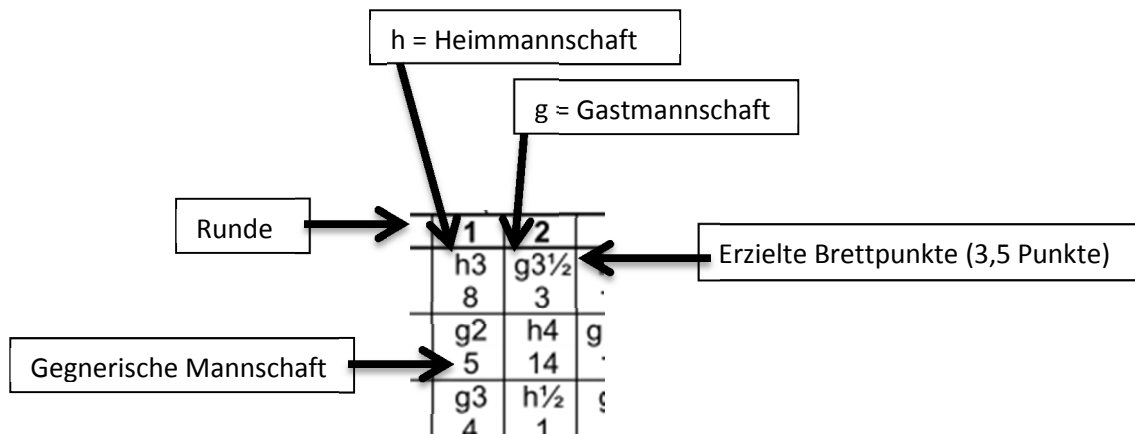 h = Heimmannschaft
g = Gastmannschaft
Runde
1 2
h3 g3½
8 3
Erzielte Brettpunkte (3,5 Punkte)
g2 h4 g
5 14
Gegnerische Mannschaft
g3 h½
4 1